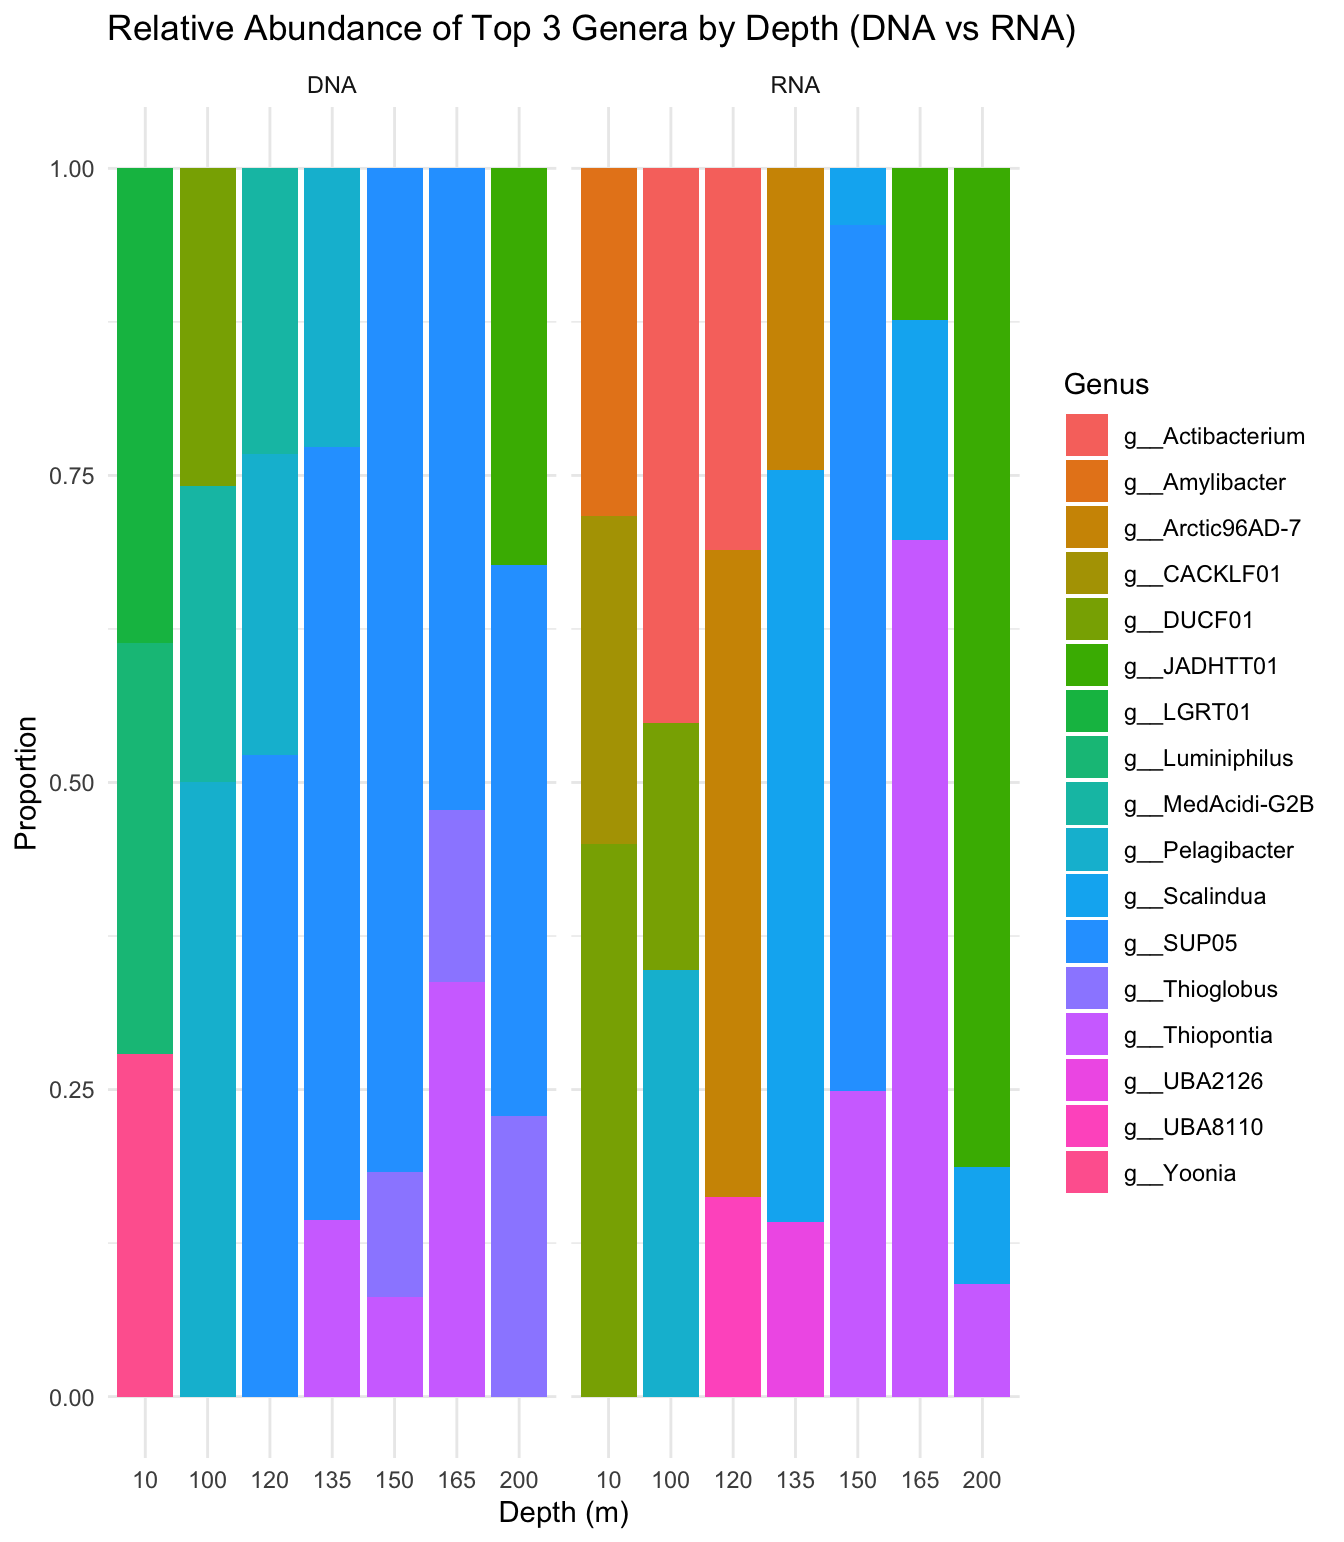 Relative Abundance of Top 3 Genera by Depth (DNA vs RNA)
DNA
RNA
1.00
0.75
0.50
0.25
0.00
Proportion
10 100 120 135 150 165 200
10 100 120 135 150 165 200
Depth (m)
Genus
g__Actibacterium
g__Amylibacter
g__Arctic96AD-7
g__CACKLF01
g__DUCF01
g__JADHTT01
g__LGRT01
g__Luminiphilus
g__MedAcidi-G2B
g__Pelagibacter
g__Scalindua
g__SUP05
g__Thioglobus
g__Thiopontia
g__UBA2126
g__UBA8110
g__Yoonia